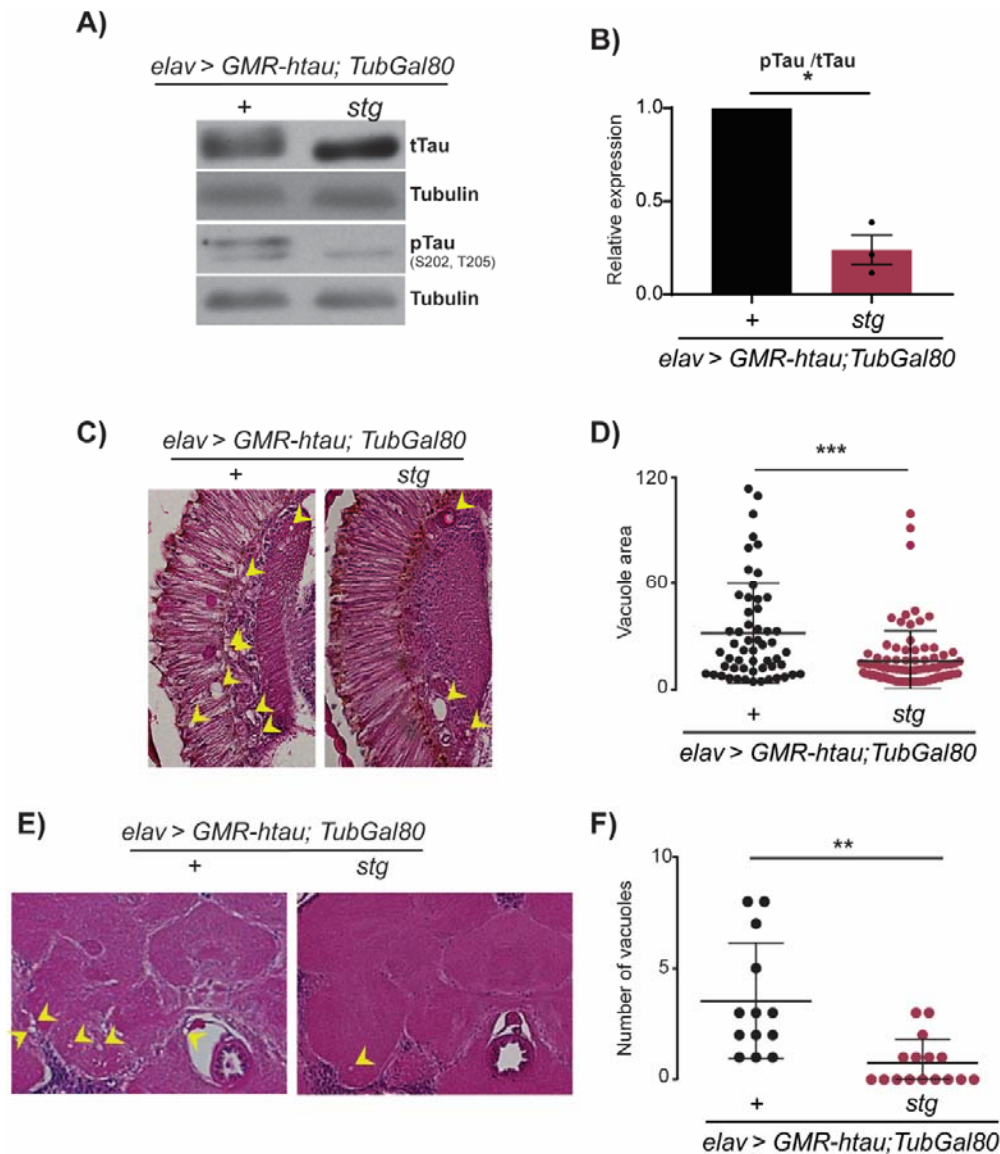 A)
elav > GMR-htau; TubGal80
+ stg
tTau
Tubulin
pTau
(S202, T205)
Tubulin
B)
pTau /tTau
*
Relative expression
1.0
0.5
0.0
+ stg
elav > GMR-htau;TubGal80
C)
elav > GMR-htau; TubGal80
+ stg
D)
***
Vacuole area
120
60
0
+ stg
elav > GMR-htau;TubGal80
E)
elav > GMR-htau; TubGal80
+ stg
F)
**
Number of vacuoles
10
5
0
+ stg
elav > GMR-htau;TubGal80